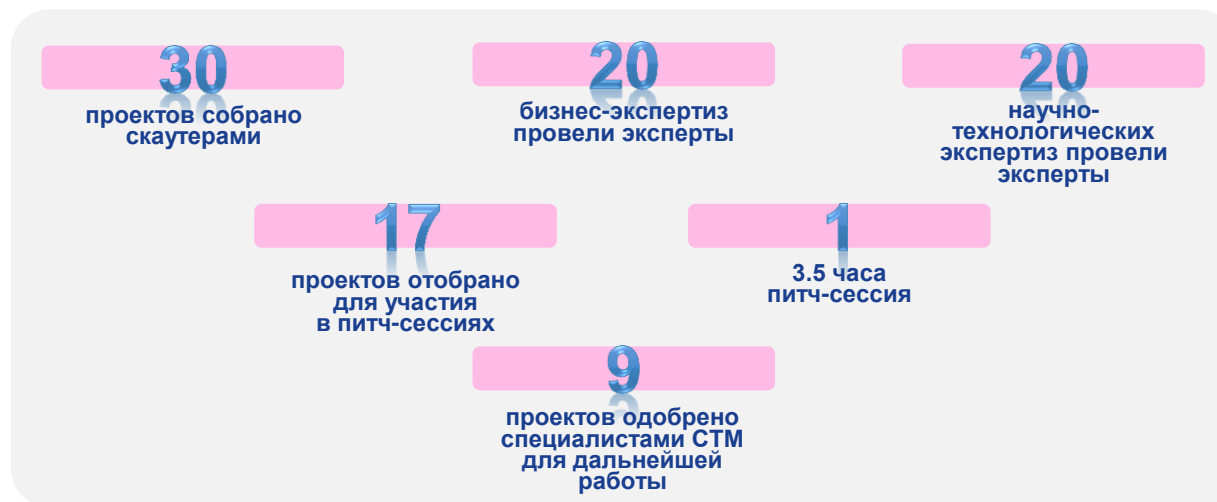 30
проектов собрано
скаутерами
20
бизнес-экспертиз
провели эксперты
20
научно-
технологических
экспертиз провели
эксперты
17
проектов отобрано
для участия
в питч-сессиях
1
3.5 часа
питч-сессия
9
проектов одобрено
специалистами СТМ
для дальнейшей
работы